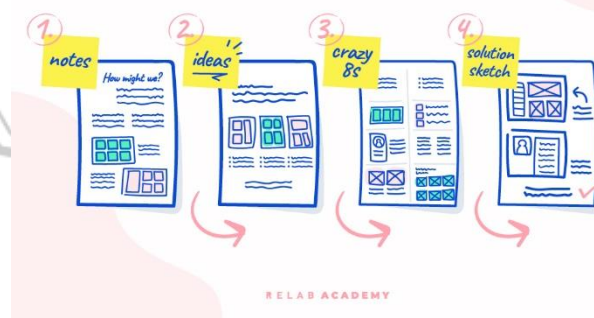 1.
notes
How might we?
2.
ideas
3.
crazy
8s
4.
solution
sketch
RELAB ACADEMY